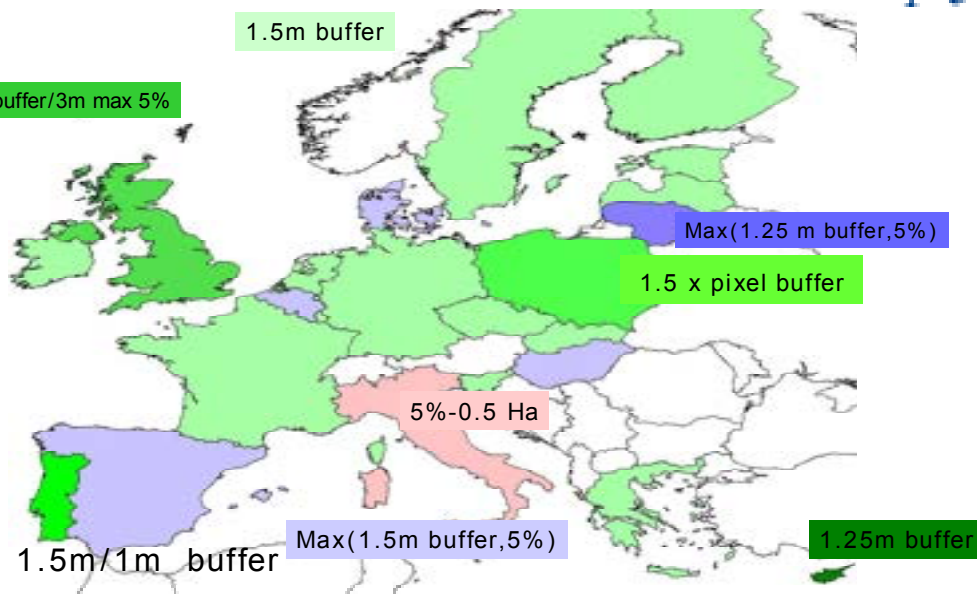 1.5m buffer
buffer/3m max 5%
Max(1.25 m buffer,5%)
1.5 x pixel buffer
5%-0.5 Ha
Max(1.5m buffer,5%)
1.25m buffer
1.5m/1m buffer